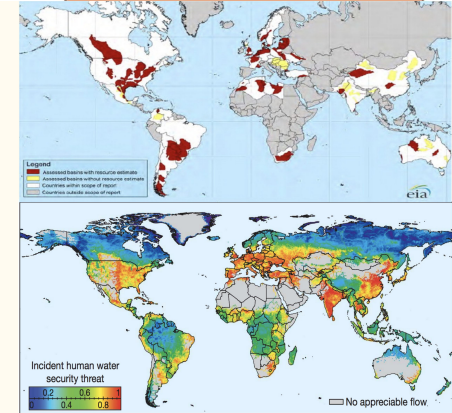 Legend
Assessed basins with resource estimate
Assessed basins without resource estimate
Countries within scope of report
Countries outside scope of report
eia
Incident human water
security threat
0.2 0.6 1
0 0.4 0.8
No appreciable flow